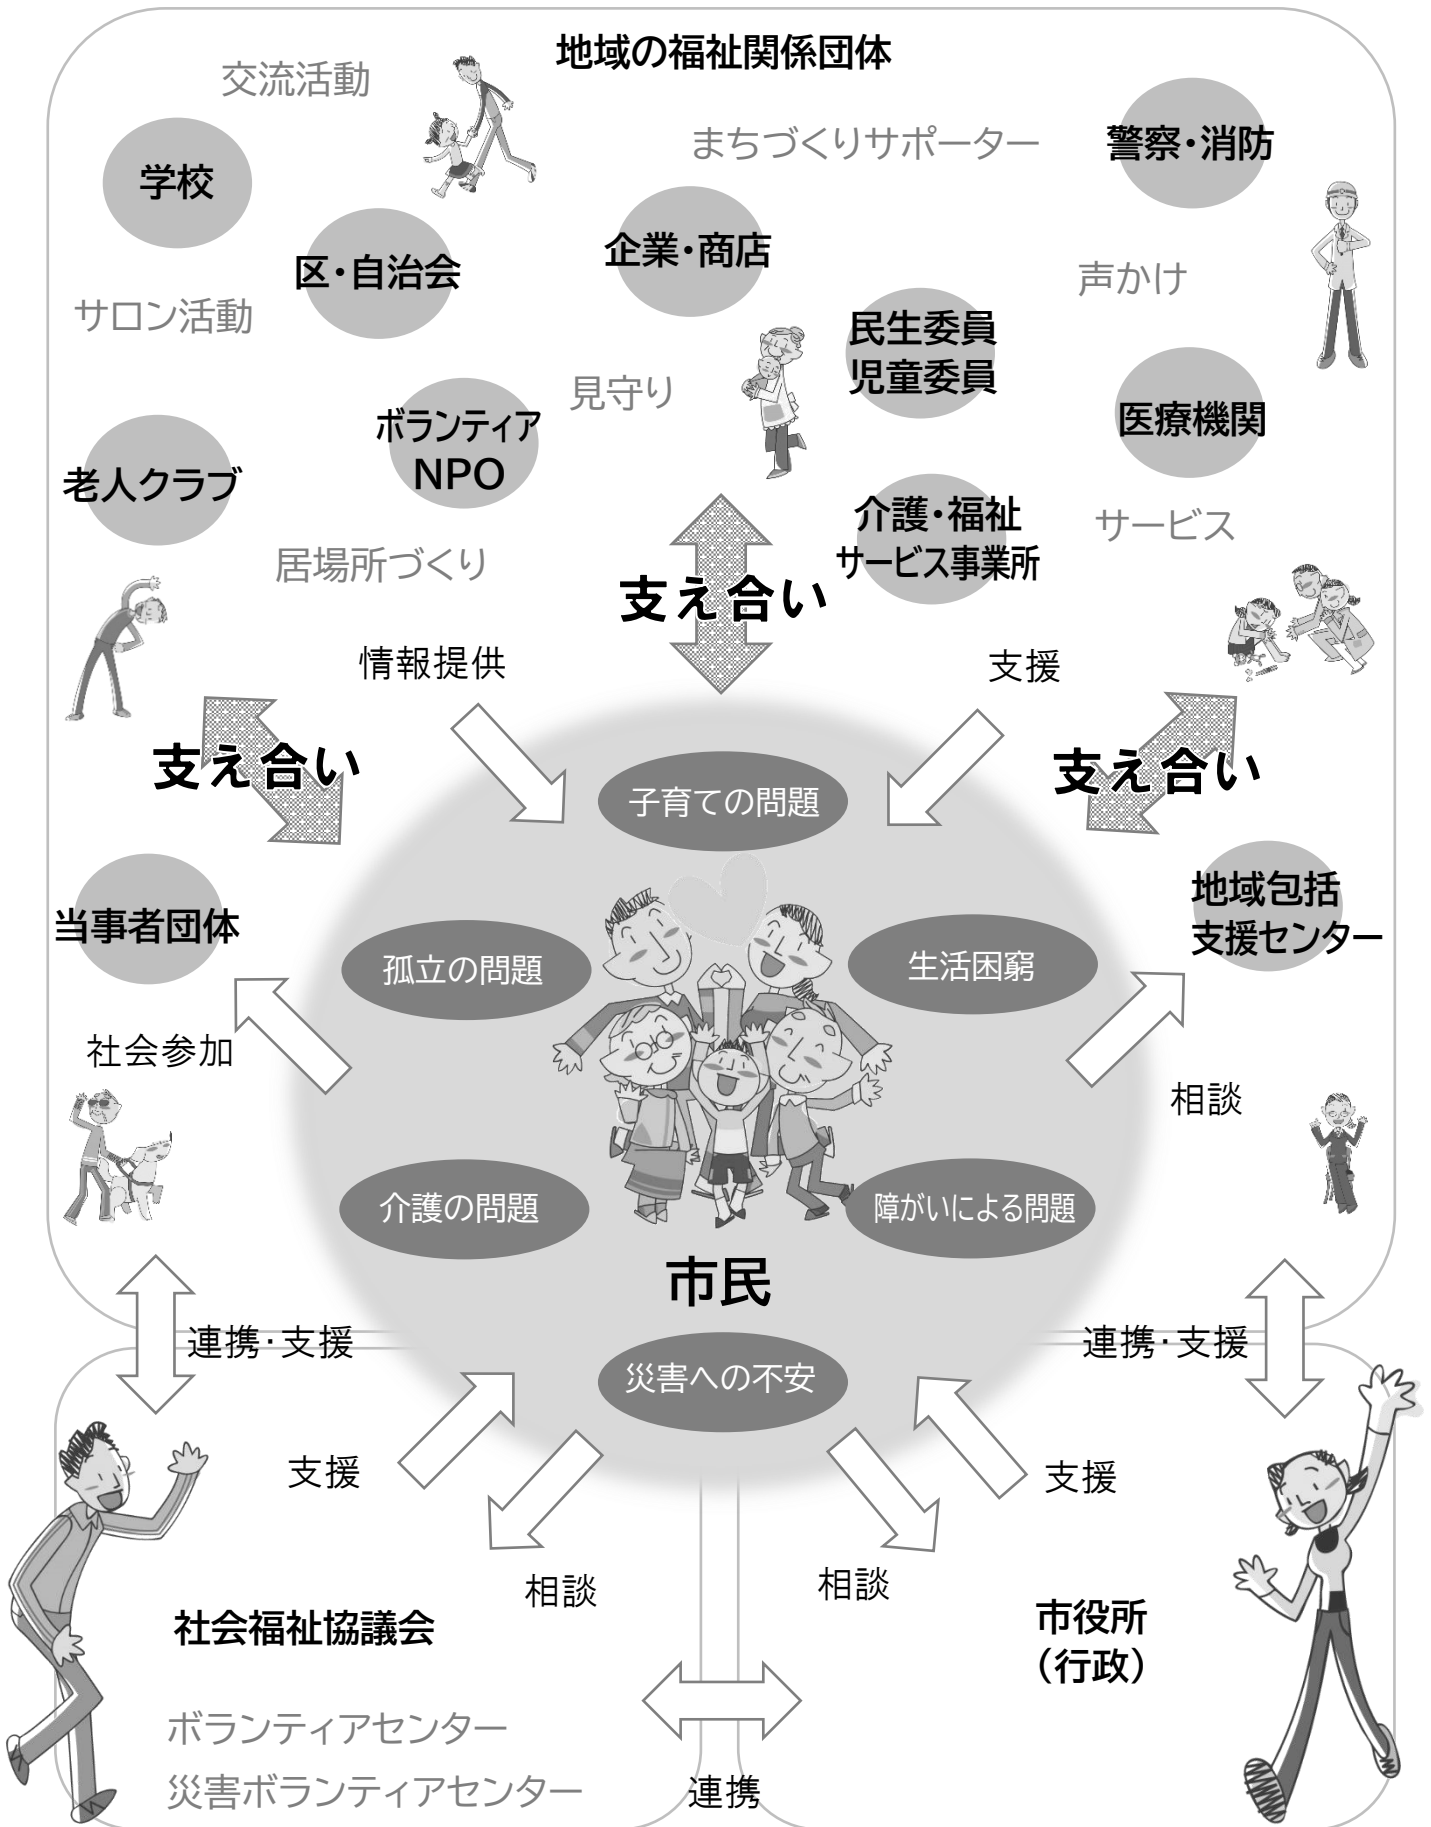 地域の福祉関係団体
交流活動
まちづくりサポーター
警察・消防
学校
企業・商店
区・自治会
声かけ
サロン活動
民生委員
児童委員
見守り
医療機関
ボランティア
NPO
老人クラブ
介護・福祉
サービス事業所
サービス
居場所づくり
支え合い
情報提供
支援
支え合い
支え合い
子育ての問題
当事者団体
地域包括
支援センター
孤立の問題
生活困窮
社会参加
相談
介護の問題
障がいによる問題
市民
連携・支援
連携・支援
災害への不安
支援
支援
相談
相談
社会福祉協議会
市役所
（行政）
ボランティアセンター
災害ボランティアセンター
連携